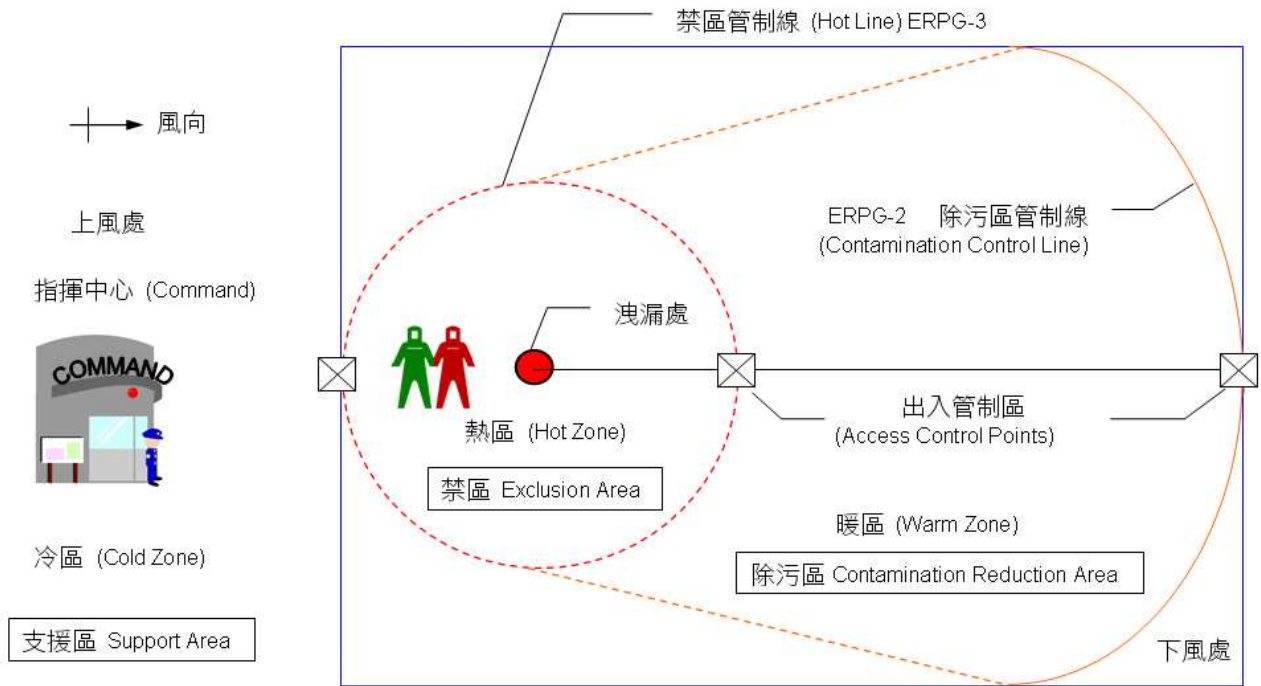 禁區管制線 (Hot Line) ERPG-3
風向
上風處
ERPG-2 除污區管制線
(Contamination Control Line)
指揮中心 (Command)
洩漏處
COMMAND
出入管制區
(Access Control Points)
熱區 (Hot Zone)
禁區 Exclusion Area
暖區 (Warm Zone)
冷區 (Cold Zone)
除污區 Contamination Reduction Area
支援區 Support Area
下風處